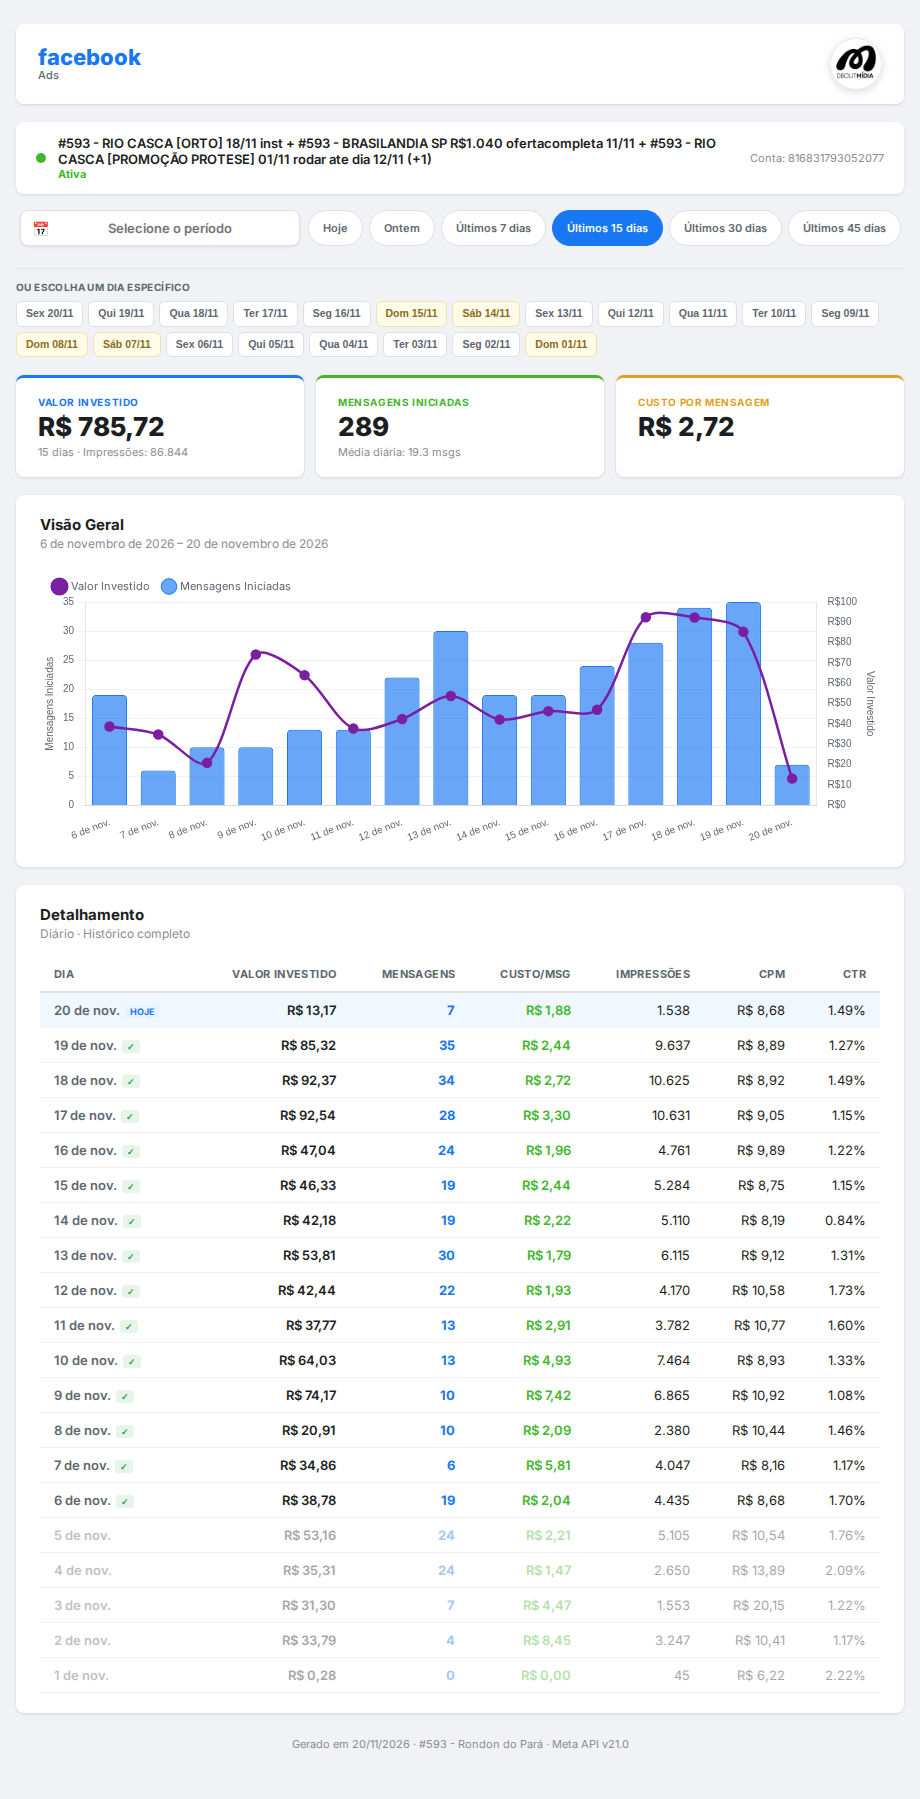 facebook
Ads
DBOUTMÍDIA
#593 - RIO CASCA [ORTO] 18/11 inst + #593 - BRASILANDIA SP R$1.040 ofertacompleta 11/11 + #593 - RIO
CASCA [PROMOÇÃO PROTESE] 01/11 rodar ate dia 12/11 (+1)
Ativa
Conta: 816831793052077
Selecione o período
Hoje
Ontem
Últimos 7 dias
Últimos 15 dias
Últimos 30 dias
Últimos 45 dias
OU ESCOLHA UM DIA ESPECÍFICO
Sex 20/11 Qui 19/11 Qua 18/11 Ter 17/11 Seg 16/11 Dom 15/11 Sáb 14/11 Sex 13/11 Qui 12/11 Qua 11/11 Ter 10/11 Seg 09/11
Dom 08/11 Sáb 07/11 Sex 06/11 Qui 05/11 Qua 04/11 Ter 03/11 Seg 02/11 Dom 01/11
VALOR INVESTIDO
R$ 785,72
15 dias · Impressões: 86.844
MENSAGENS INICIADAS
289
Média diária: 19.3 msgs
CUSTO POR MENSAGEM
R$ 2,72
Visão Geral
6 de novembro de 2026 – 20 de novembro de 2026
Valor Investido Mensagens Iniciadas
Mensagens Iniciadas
35
30
25
20
15
10
5
0
R$100
R$90
R$80
R$70
R$60
R$50
R$40
R$30
R$20
R$10
R$0
Valor Investido
6 de nov. 7 de nov. 8 de nov. 9 de nov. 10 de nov. 11 de nov. 12 de nov. 13 de nov. 14 de nov. 15 de nov. 16 de nov. 17 de nov. 18 de nov. 19 de nov. 20 de nov.
Detalhamento
Diário · Histórico completo
DIA VALOR INVESTIDO MENSAGENS CUSTO/MSG IMPRESSÕES CPM CTR
20 de nov. HOJE R$ 13,17 7 R$ 1,88 1.538 R$ 8,68 1.49%
19 de nov. ✓ R$ 85,32 35 R$ 2,44 9.637 R$ 8,89 1.27%
18 de nov. ✓ R$ 92,37 34 R$ 2,72 10.625 R$ 8,92 1.49%
17 de nov. ✓ R$ 92,54 28 R$ 3,30 10.631 R$ 9,05 1.15%
16 de nov. ✓ R$ 47,04 24 R$ 1,96 4.761 R$ 9,89 1.22%
15 de nov. ✓ R$ 46,33 19 R$ 2,44 5.284 R$ 8,75 1.15%
14 de nov. ✓ R$ 42,18 19 R$ 2,22 5.110 R$ 8,19 0.84%
13 de nov. ✓ R$ 53,81 30 R$ 1,79 6.115 R$ 9,12 1.31%
12 de nov. ✓ R$ 42,44 22 R$ 1,93 4.170 R$ 10,58 1.73%
11 de nov. ✓ R$ 37,77 13 R$ 2,91 3.782 R$ 10,77 1.60%
10 de nov. ✓ R$ 64,03 13 R$ 4,93 7.464 R$ 8,93 1.33%
9 de nov. ✓ R$ 74,17 10 R$ 7,42 6.865 R$ 10,92 1.08%
8 de nov. ✓ R$ 20,91 10 R$ 2,09 2.380 R$ 10,44 1.46%
7 de nov. ✓ R$ 34,86 6 R$ 5,81 4.047 R$ 8,16 1.17%
6 de nov. ✓ R$ 38,78 19 R$ 2,04 4.435 R$ 8,68 1.70%
5 de nov. R$ 53,16 24 R$ 2,21 5.105 R$ 10,54 1.76%
4 de nov. R$ 35,31 24 R$ 1,47 2.650 R$ 13,89 2.09%
3 de nov. R$ 31,30 7 R$ 4,47 1.553 R$ 20,15 1.22%
2 de nov. R$ 33,79 4 R$ 8,45 3.247 R$ 10,41 1.17%
1 de nov. R$ 0,28 0 R$ 0,00 45 R$ 6,22 2.22%
Gerado em 20/11/2026 · #593 - Rondon do Pará · Meta API v21.0